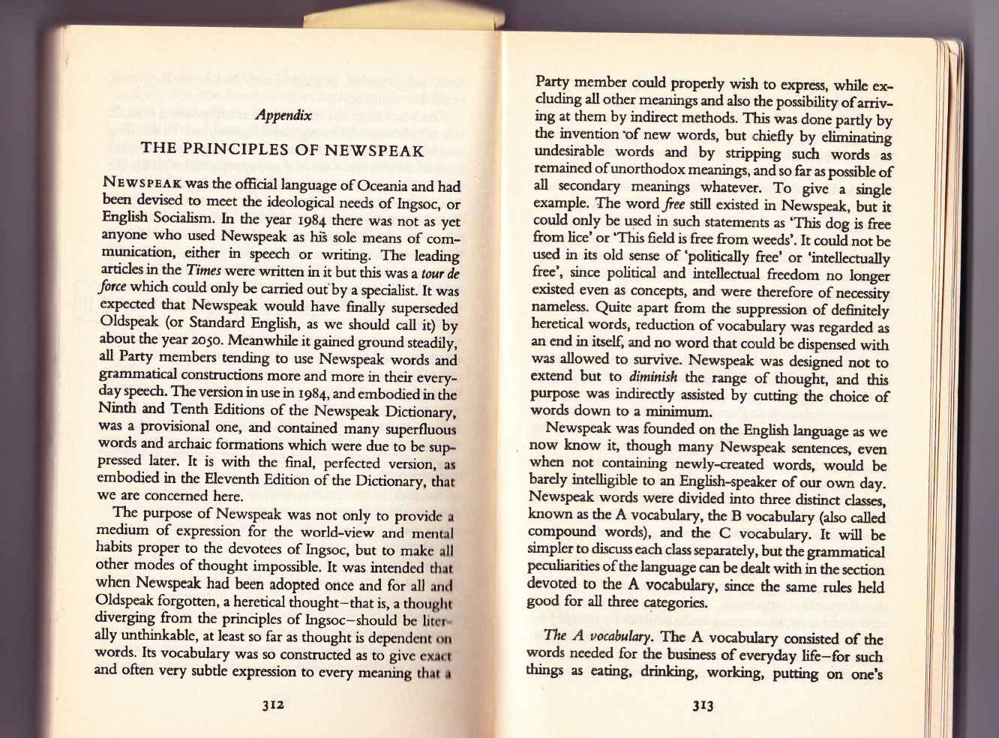 Appendix
THE PRINCIPLES OF NEWSPEAK
NEWSPEAK was the official language of Oceania and had
been devised to meet the ideological needs of Ingsoc, or
English Socialism. In the year 1984 there was not as yet
anyone who used Newspeak as his sole means of com-
munication, either in speech or writing. The leading
articles in the Times were written in it but this was a tour de
force which could only be carried out by a specialist. It was
expected that Newspeak would have finally superseded
Oldspeak (or Standard English, as we should call it) by
about the year 2050. Meanwhile it gained ground steadily,
all Party members tending to use Newspeak words and
grammatical constructions more and more in their every-
day speech. The version in use in 1984, and embodied in the
Ninth and Tenth Editions of the Newspeak Dictionary,
was a provisional one, and contained many superfluous
words and archaic formations which were due to be sup-
pressed later. It is with the final, perfected version, as
embodied in the Eleventh Edition of the Dictionary, that
we are concerned here.
The purpose of Newspeak was not only to provide a
medium of expression for the world-view and mental
habits proper to the devotees of Ingsoc, but to make all
other modes of thought impossible. It was intended that
when Newspeak had been adopted once and for all and
Oldspeak forgotten, a heretical thought–that is, a thought
diverging from the principles of Ingsoc–should be liter-
ally unthinkable, at least so far as thought is dependent on
words. Its vocabulary was so constructed as to give exact
and often very subtle expression to every meaning that a
312
Party member could properly wish to express, while ex-
cluding all other meanings and also the possibility of arriv-
ing at them by indirect methods. This was done partly by
the invention of new words, but chiefly by eliminating
undesirable words and by stripping such words as
remained of unorthodox meanings, and so far as possible of
all secondary meanings whatever. To give a single
example. The word free still existed in Newspeak, but it
could only be used in such statements as ‘This dog is free
from lice’ or ‘This field is free from weeds’. It could not be
used in its old sense of ‘politically free’ or ‘intellectually
free’, since political and intellectual freedom no longer
existed even as concepts, and were therefore of necessity
nameless. Quite apart from the suppression of definitely
heretical words, reduction of vocabulary was regarded as
an end in itself, and no word that could be dispensed with
was allowed to survive. Newspeak was designed not to
extend but to diminish the range of thought, and this
purpose was indirectly assisted by cutting the choice of
words down to a minimum.
Newspeak was founded on the English language as we
now know it, though many Newspeak sentences, even
when not containing newly-created words, would be
barely intelligible to an English-speaker of our own day.
Newspeak words were divided into three distinct classes,
known as the A vocabulary, the B vocabulary (also called
compound words), and the C vocabulary. It will be
simpler to discuss each class separately, but the grammatical
peculiarities of the language can be dealt with in the section
devoted to the A vocabulary, since the same rules held
good for all three categories.
The A vocabulary. The A vocabulary consisted of the
words needed for the business of everyday life–for such
things as eating, drinking, working, putting on one’s
313